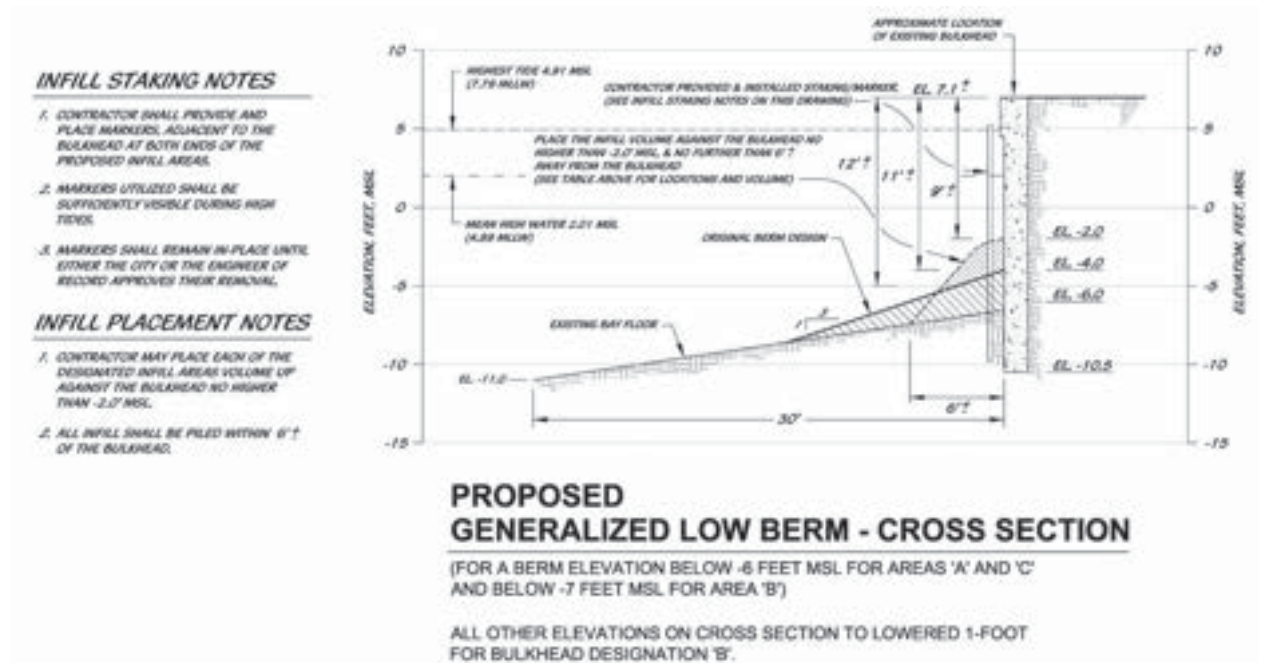 INFILL STAKING NOTES
1. CONTRACTOR SHALL PROVIDE AND
PLACE MARKERS, ADJACENT TO THE
BULKHEAD AT BOTH ENDS OF THE
PROPOSED INFILL AREAS.
2. MARKERS UTILIZED SHALL BE
SUFFICIENTLY VISIBLE DURING HIGH
TIDES.
3. MARKERS SHALL REMAIN IN-PLACE UNTIL
EITHER THE CITY OR THE ENGINEER OF
RECORD APPROVES THEIR REMOVAL.
INFILL PLACEMENT NOTES
1. CONTRACTOR MAY PLACE EACH OF THE
DESIGNATED INFILL AREAS VOLUME UP
AGAINST THE BULKHEAD NO HIGHER
THAN -2.0' MSL.
2. ALL INFILL SHALL BE PILED WITHIN 6'±
OF THE BULKHEAD.
APPROXIMATE LOCATION
OF EXISTING BULKHEAD
10
5
0
-5
-10
-15
ELEVATION, FEET, MSL
HIGHEST TIDE 4.91 MSL
(7.79 MLLW)
CONTRACTOR PROVIDED & INSTALLED STAKING/MARKER.
(SEE INFILL STAKING NOTES ON THIS DRAWING)
EL. 7.1'±
PLACE THE INFILL VOLUME AGAINST THE BULKHEAD NO
HIGHER THAN -2.0' MSL, & NO FURTHER THAN 6'±
AWAY FROM THE BULKHEAD
(SEE TABLE ABOVE FOR LOCATIONS AND VOLUME)
12'±
11'±
9'±
MEAN HIGH WATER 2.01 MSL
(4.89 MLLW)
ORIGINAL BERM DESIGN
EL. -2.0
EL. -4.0
EL. -6.0
EL. -10.5
EXISTING BAY FLOOR
EL. -11.0
6'±
30'
10
5
0
-5
-10
-15
ELEVATION, FEET, MSL
PROPOSED
GENERALIZED LOW BERM - CROSS SECTION
(FOR A BERM ELEVATION BELOW -6 FEET MSL FOR AREAS 'A' AND 'C'
AND BELOW -7 FEET MSL FOR AREA 'B')
ALL OTHER ELEVATIONS ON CROSS SECTION TO LOWERED 1-FOOT
FOR BULKHEAD DESIGNATION 'B'.